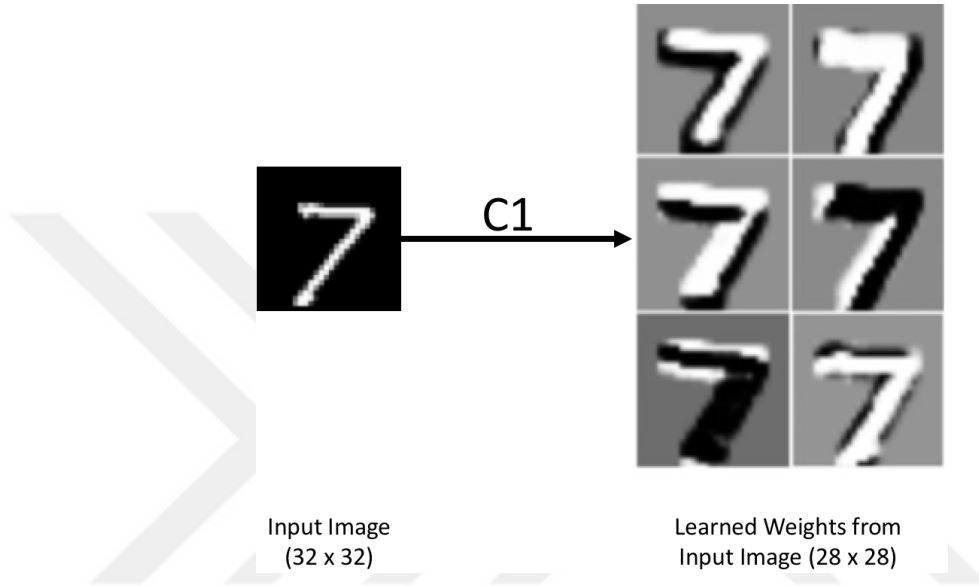 C1
Input Image
(32 x 32)
Learned Weights from
Input Image (28 x 28)